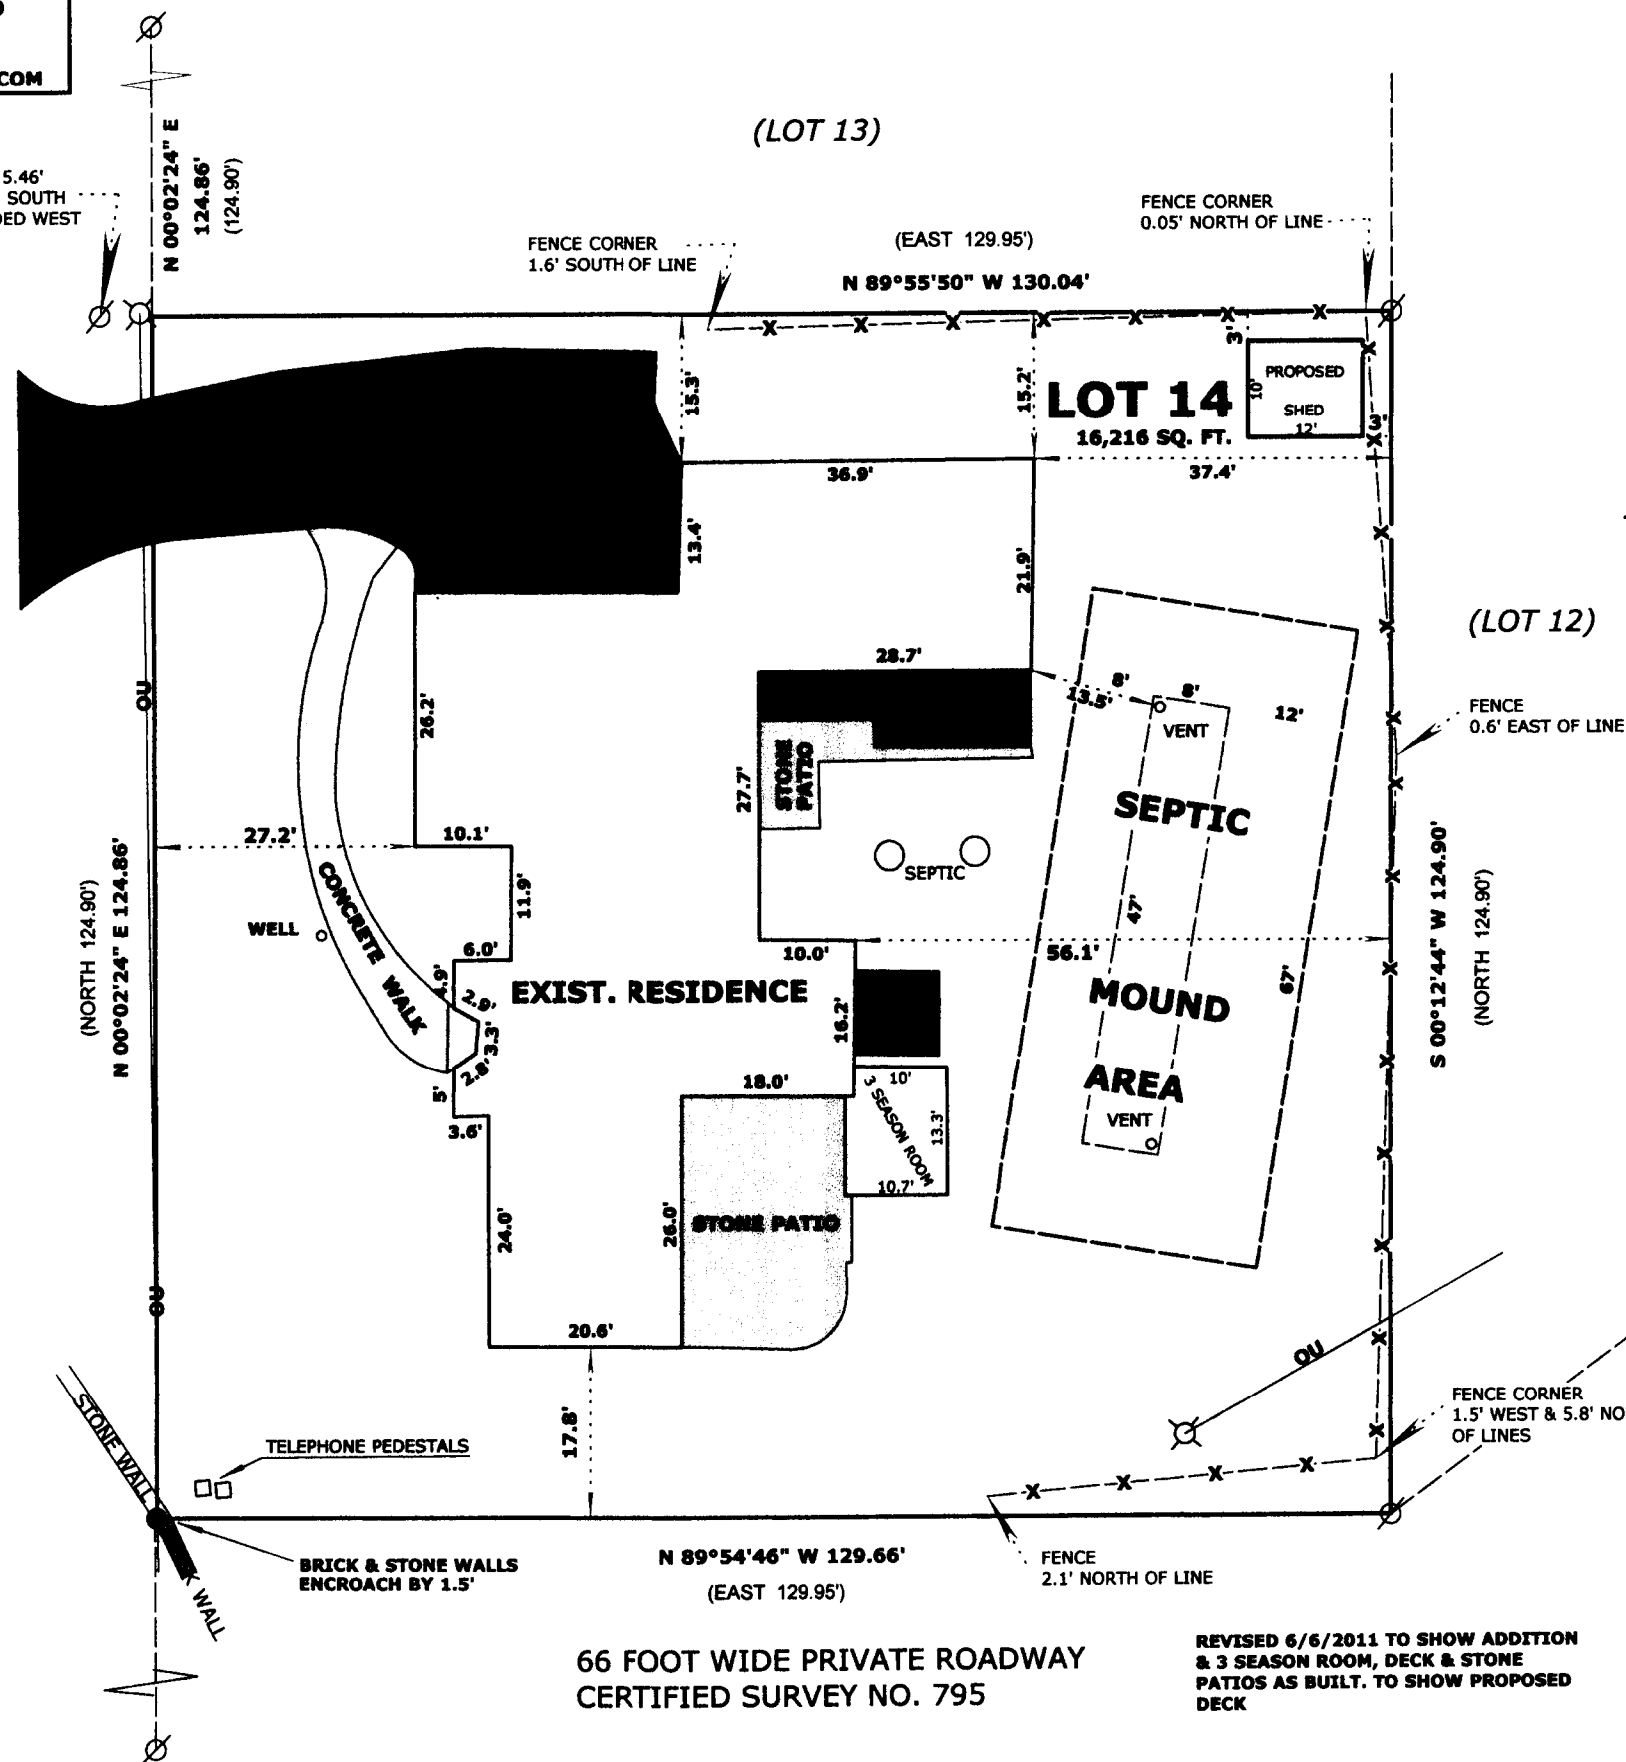 COM
5.46'
SOUTH
DED WEST
N 00°02'24" E
124.86'
(124.90')
(LOT 13)
FENCE CORNER
1.6' SOUTH OF LINE
(EAST 129.95')
N 89°55'50" W 130.04'
FENCE CORNER
0.05' NORTH OF LINE
15.3'
15.2'
LOT 14
16,216 SQ. FT.
3'
PROPOSED
SHED
10'
12'
3'
36.9'
37.4'
13.4'
21.9'
(LOT 12)
28.7'
8'
13.5'
8'
12'
VENT
FENCE
0.6' EAST OF LINE
OU
26.2'
STONE
PATIO
27.7'
SEPTIC
27.2'
10.1'
SEPTIC
11.9'
CONCRETE WALK
WELL
47'
(NORTH 124.90')
N 00°02'24" E 124.86'
S 00°12'44" W 124.90'
(NORTH 124.90')
6.0'
10.0'
56.1'
4.9'
2.9'
EXIST. RESIDENCE
MOUND
67'
3.3'
16.2'
2.8'
AREA
5'
18.0'
10'
3 SEASON ROOM
13.3'
VENT
3.6'
10.7'
24.0'
26.0'
STONE PATIO
OU
20.6'
OU
17.8'
STONE WALL
TELEPHONE PEDESTALS
FENCE CORNER
1.5' WEST & 5.8' NO
OF LINES
BRICK & STONE WALLS
ENCROACH BY 1.5'
K WALL
N 89°54'46" W 129.66'
(EAST 129.95')
FENCE
2.1' NORTH OF LINE
66 FOOT WIDE PRIVATE ROADWAY
CERTIFIED SURVEY NO. 795
REVISED 6/6/2011 TO SHOW ADDITION
& 3 SEASON ROOM, DECK & STONE
PATIOS AS BUILT. TO SHOW PROPOSED
DECK